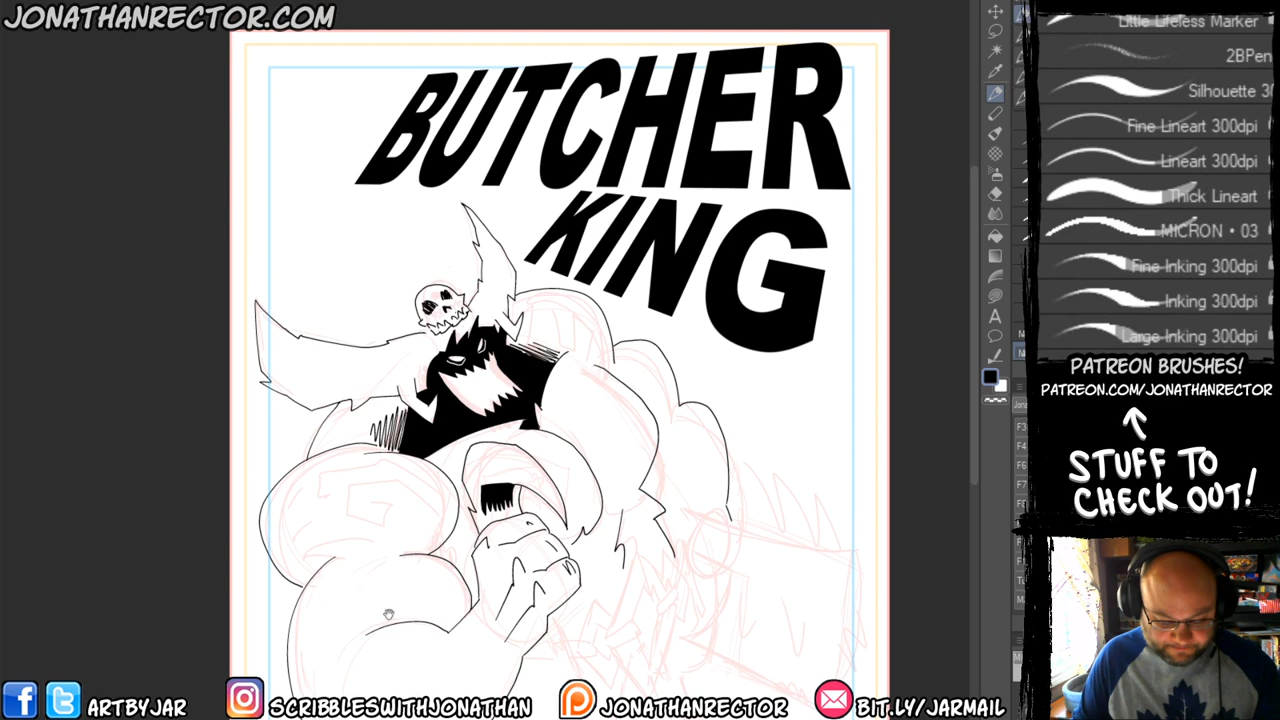 JONATHANRECTOR.COM
BUTCHER
KING
Little Lifeless Marker
2BPen
Silhouette 30
Fine Lineart 300dpi
Lineart 300dpi
Thick Lineart
MICRON • 03
Fine Inking 300dpi
Inking 300dpi
Large Inking 300dpi
PATREON BRUSHES!
PATREON.COM/JONATHANRECTOR
STUFF TO
CHECK OUT!
ARTBYJAR
SCRIBBLESWITHJONATHAN
JONATHANRECTOR
BIT.LY/JARMAIL